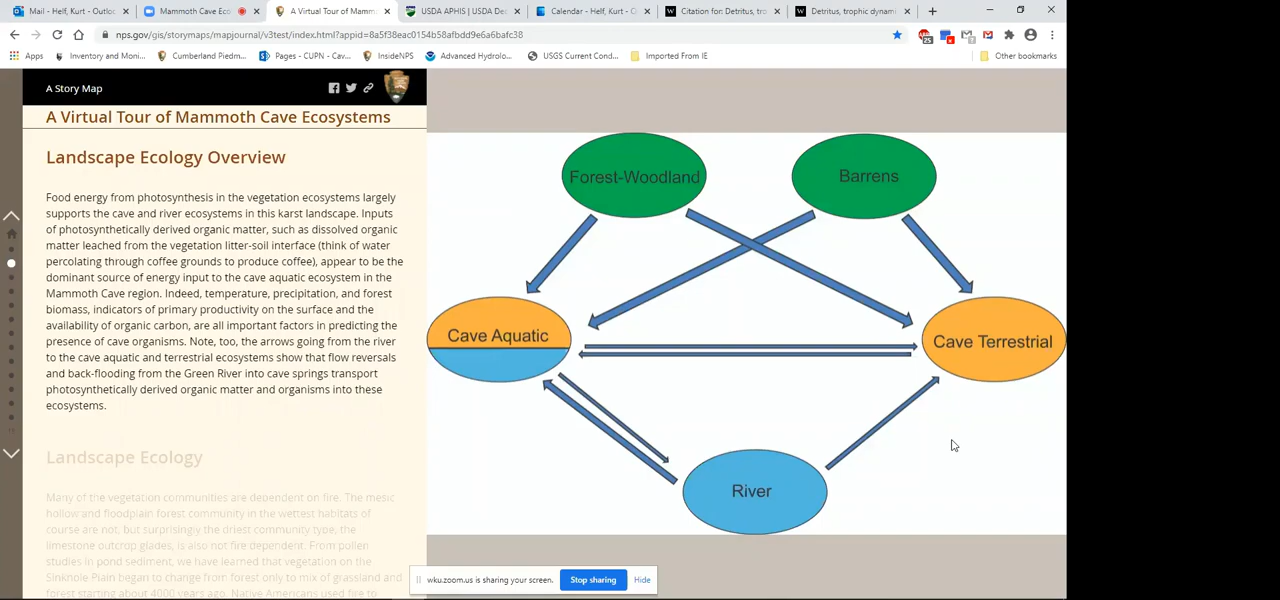 Mail - Helf, Kurt - Outloo
Mammoth Cave Eco
A Virtual Tour of Mamm
USDA APHIS | USDA De
Calendar - Helf, Kurt - O
Citation for: Detritus, tro
Detritus, trophic dynami
nps.gov/gis/storymaps/mapjournal/v3test/index.html?appid=8a5f38eac0154b58afbdd9e6a6bafc38
25
Apps
Inventory and Moni...
Cumberland Piedm...
Pages - CUPN - Cav...
InsideNPS
Advanced Hydrolo...
USGS Current Cond...
Imported From IE
Other bookmarks
A Story Map
A Virtual Tour of Mammoth Cave Ecosystems
Landscape Ecology Overview
Food energy from photosynthesis in the vegetation ecosystems largely
supports the cave and river ecosystems in this karst landscape. Inputs
of photosynthetically derived organic matter, such as dissolved organic
matter leached from the vegetation litter-soil interface (think of water
percolating through coffee grounds to produce coffee), appear to be the
dominant source of energy input to the cave aquatic ecosystem in the
Mammoth Cave region. Indeed, temperature, precipitation, and forest
biomass, indicators of primary productivity on the surface and the
availability of organic carbon, are all important factors in predicting the
presence of cave organisms. Note, too, the arrows going from the river
to the cave aquatic and terrestrial ecosystems show that flow reversals
and back-flooding from the Green River into cave springs transport
photosynthetically derived organic matter and organisms into these
ecosystems.
Landscape Ecology
Many of the vegetation communities are dependent on fire. The mesic
hollow and floodplain forest community in the wettest habitats of
course are not, but surprisingly the driest community type, the
limestone outcrop glades, is also not fire dependent. From pollen
studies in pond sediment, we have learned that vegetation on the
Sinkhole Plain began to change from forest only to mix of grassland and
forest starting about 4000 years ago. Native Americans used fire to
Forest-Woodland
Barrens
Cave Aquatic
Cave Terrestrial
River
wku.zoom.us is sharing your screen.
Stop sharing
Hide